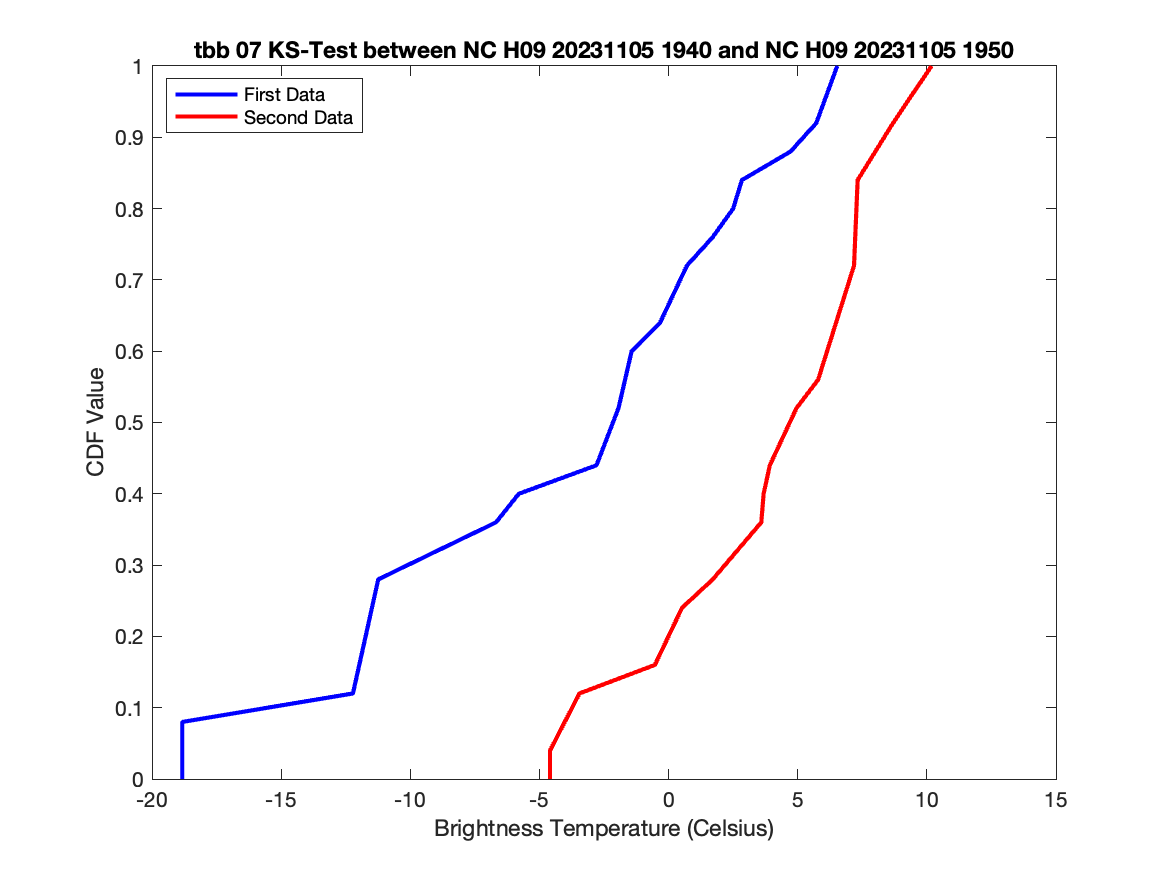 tbb 07 KS-Test between NC H09 20231105 1940 and NC H09 20231105 1950
First Data
Second Data
1
0.9
0.8
0.7
0.6
0.5
0.4
0.3
0.2
0.1
0
CDF Value
-20 -15 -10 -5 0 5 10 15
Brightness Temperature (Celsius)